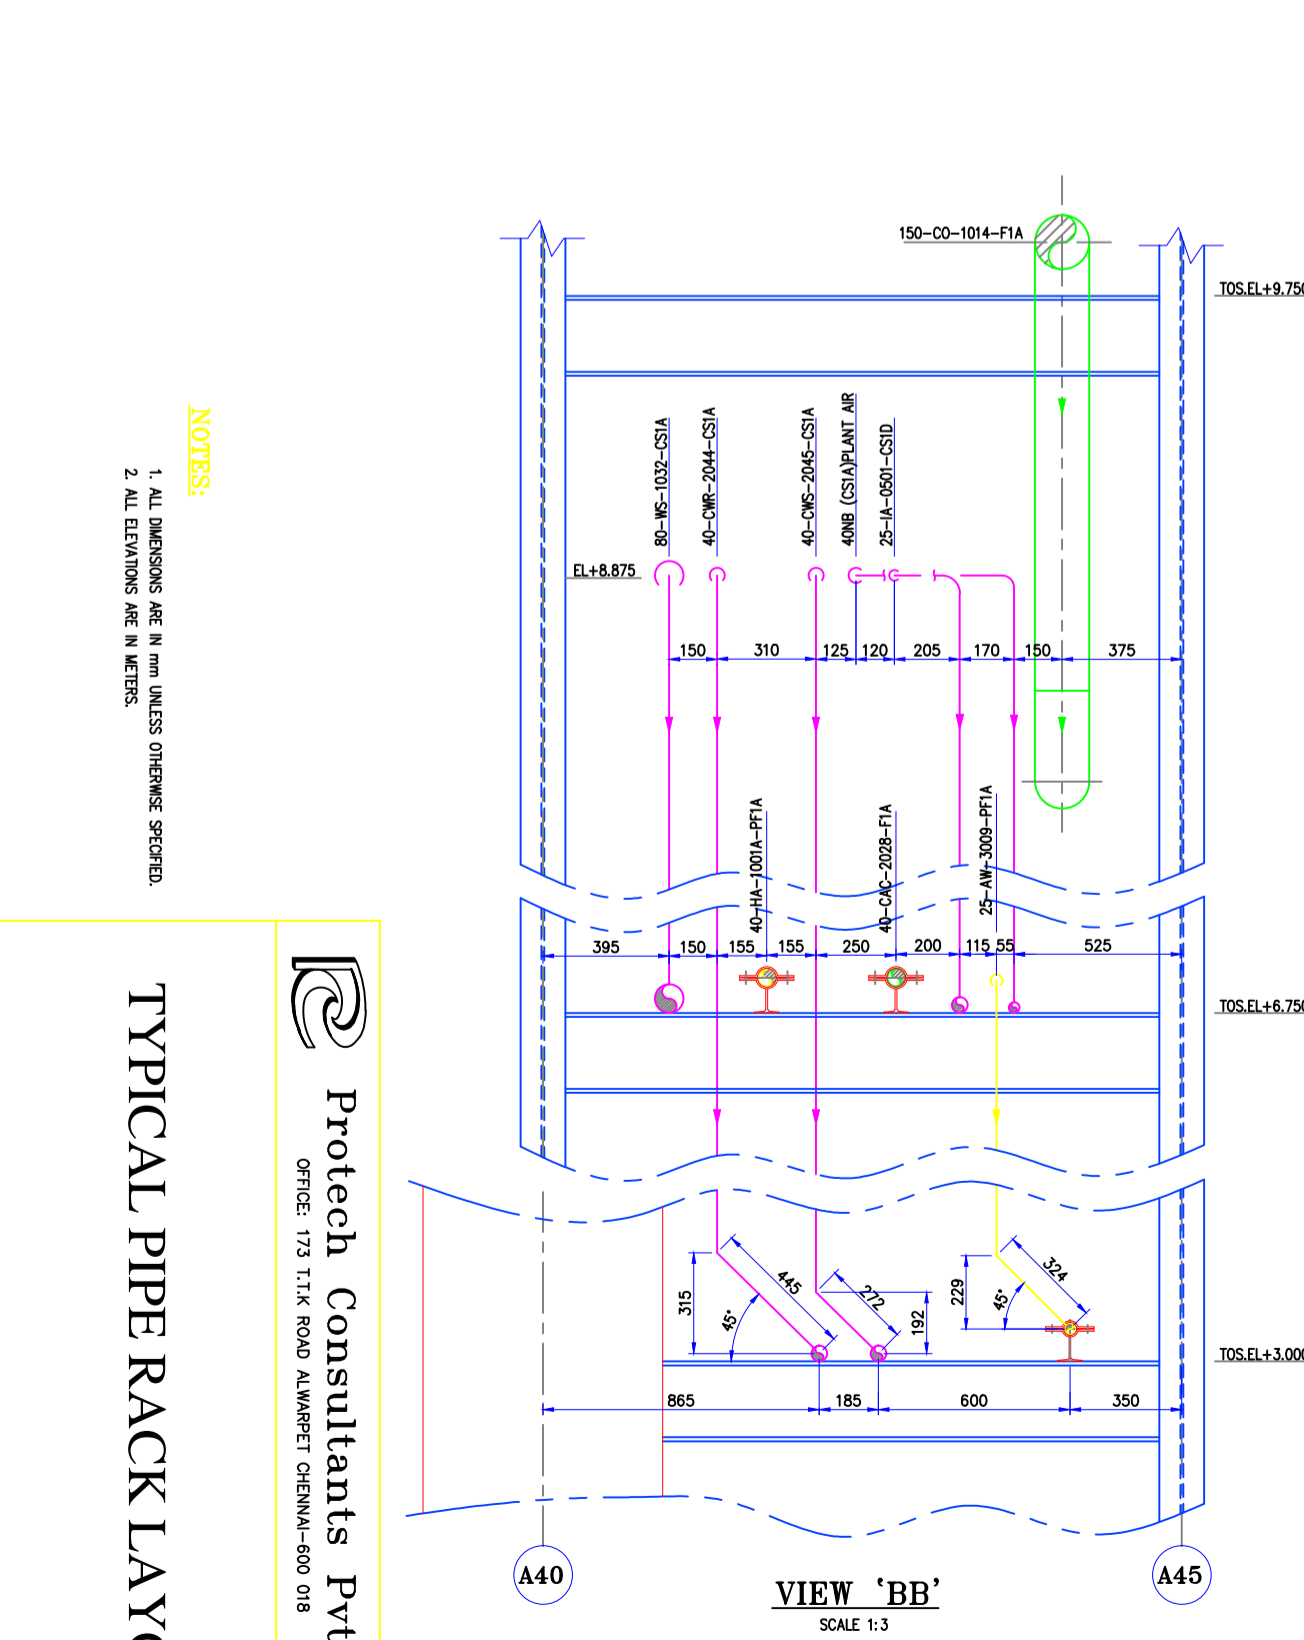 150-CO-1014-F1A
TOS.EL+9.750
80-WS-1032-CS1A
40-CWR-2044-CS1A
40-CWS-2045-CS1A
40NB (CS1A)PLANT AIR
25-IA-0501-CS1D
EL+8.875
150 310 125 120 205 170 150 375
40-HA-1001A-PF1A
40-CAC-2028-F1A
25-AW-3009-PF1A
395 150 155 155 250 200 115 55 525
TOS.EL+6.750
315
445
45°
272
192
229
324
45°
TOS.EL+3.000
865 185 600 350
A40
A45
VIEW ‘BB’
SCALE 1:3
NOTES:
1. ALL DIMENSIONS ARE IN mm UNLESS OTHERWISE SPECIFIED.
2. ALL ELEVATIONS ARE IN METERS.
Protech Consultants Pvt
OFFICE: 173 T.T.K ROAD ALWARPET CHENNAI-600 018
TYPICAL PIPE RACK LAYO